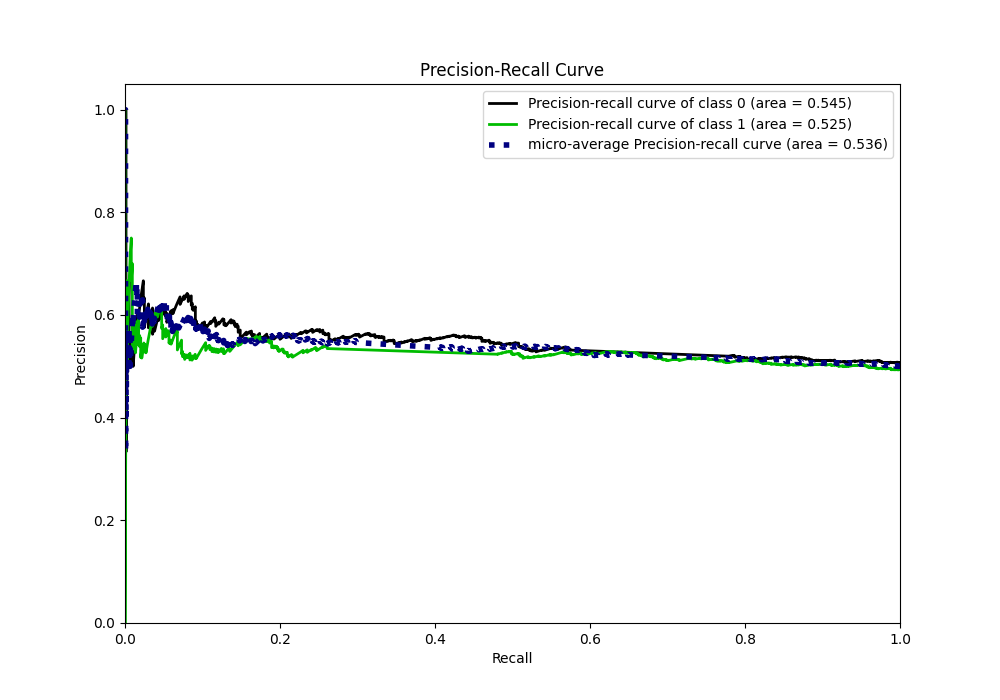 Precision-Recall Curve
Precision-recall curve of class 0 (area = 0.545)
Precision-recall curve of class 1 (area = 0.525)
micro-average Precision-recall curve (area = 0.536)
Precision
1.0
0.8
0.6
0.4
0.2
0.0
0.0 0.2 0.4 0.6 0.8 1.0
Recall